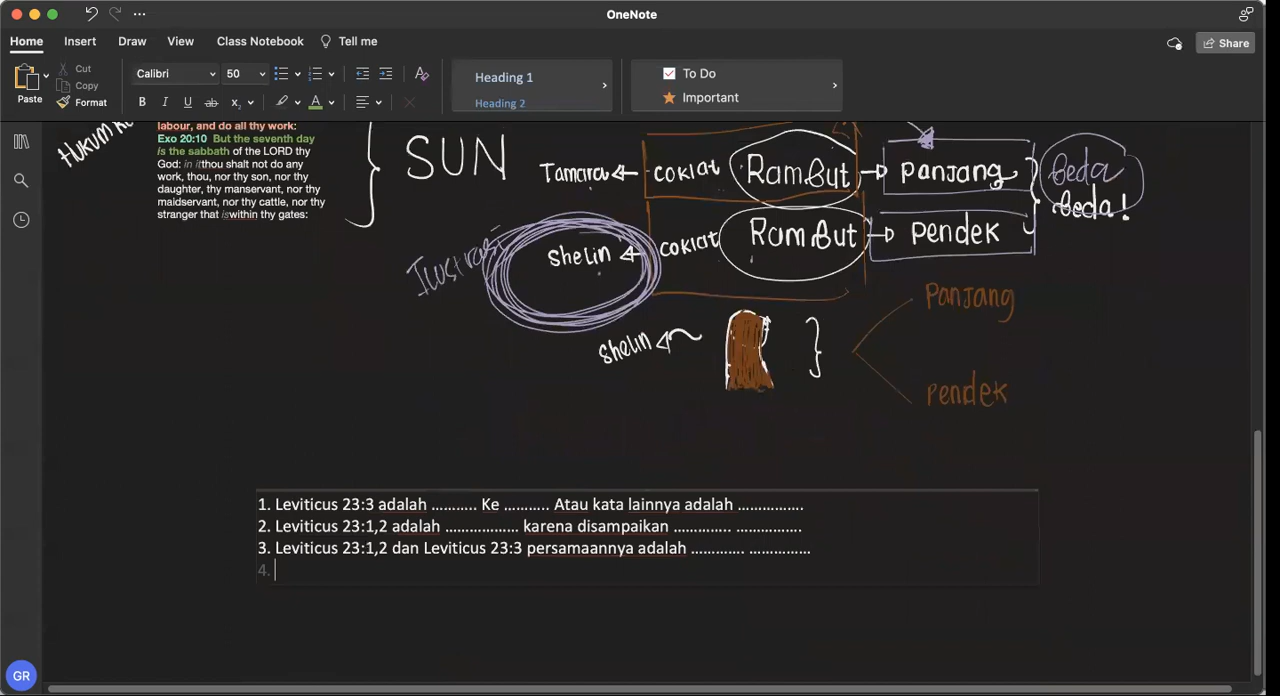 OneNote
Home Insert Draw View Class Notebook Tell me Share
Paste Cut Copy Format
Calibri 50
B I U ab x A
Heading 1
Heading 2
To Do
Important
labour, and do all thy work:
Exo 20:10 But the seventh day
is the sabbath of the LORD thy
God: in it thou shalt not do any
work, thou, nor thy son, nor thy
daughter, thy manservant, nor thy
maidservant, nor thy cattle, nor thy
stranger that is within thy gates:
Hukum
SUN
Tamara coklat Rambut Panjang Beda
Beda!
Ilustrasi shelin coklat Rambut Pendek
shelin
Panjang
Pendek
1. Leviticus 23:3 adalah ……….. Ke ……….. Atau kata lainnya adalah …………….
2. Leviticus 23:1,2 adalah ……………… karena disampaikan ………….. …………….
3. Leviticus 23:1,2 dan Leviticus 23:3 persamaannya adalah …………. ……………
4.
GR